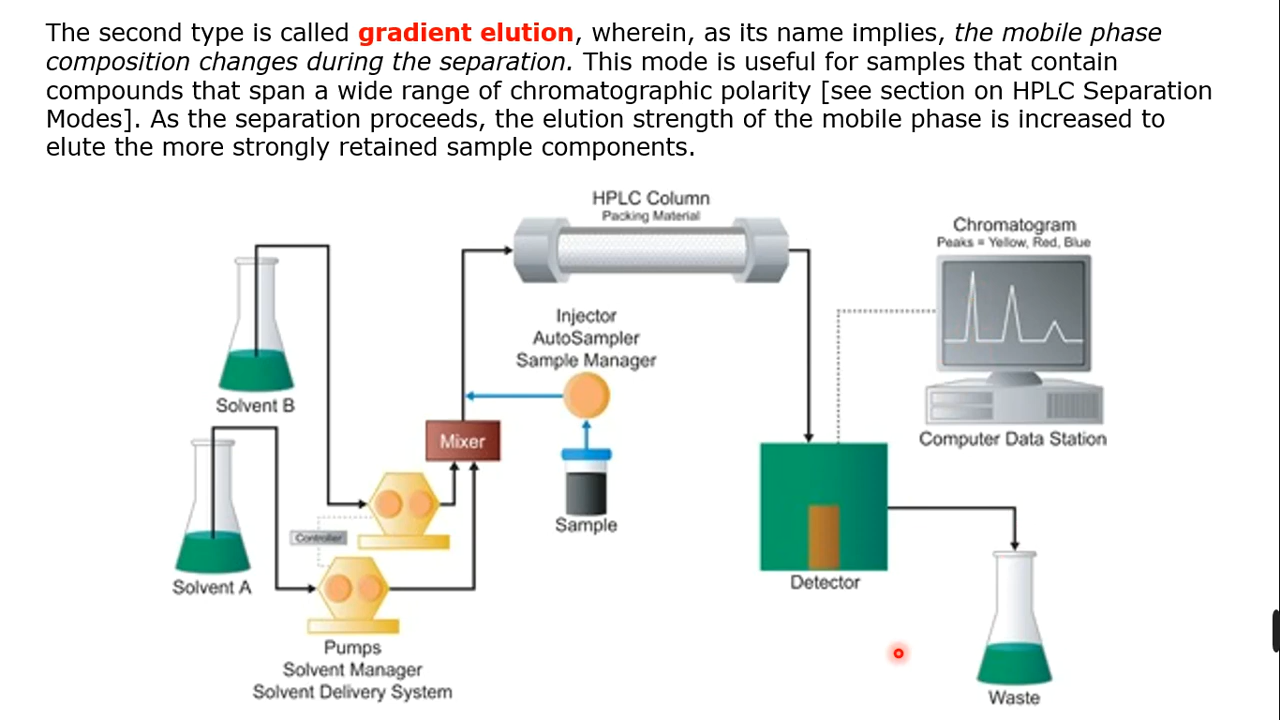 The second type is called gradient elution, wherein, as its name implies, the mobile phase
composition changes during the separation. This mode is useful for samples that contain
compounds that span a wide range of chromatographic polarity [see section on HPLC Separation
Modes]. As the separation proceeds, the elution strength of the mobile phase is increased to
elute the more strongly retained sample components.
HPLC Column
Packing Material
Chromatogram
Peaks = Yellow, Red, Blue
Injector
AutoSampler
Sample Manager
Solvent B
Mixer
Computer Data Station
Sample
Controller
Solvent A
Detector
Pumps
Solvent Manager
Solvent Delivery System
Waste